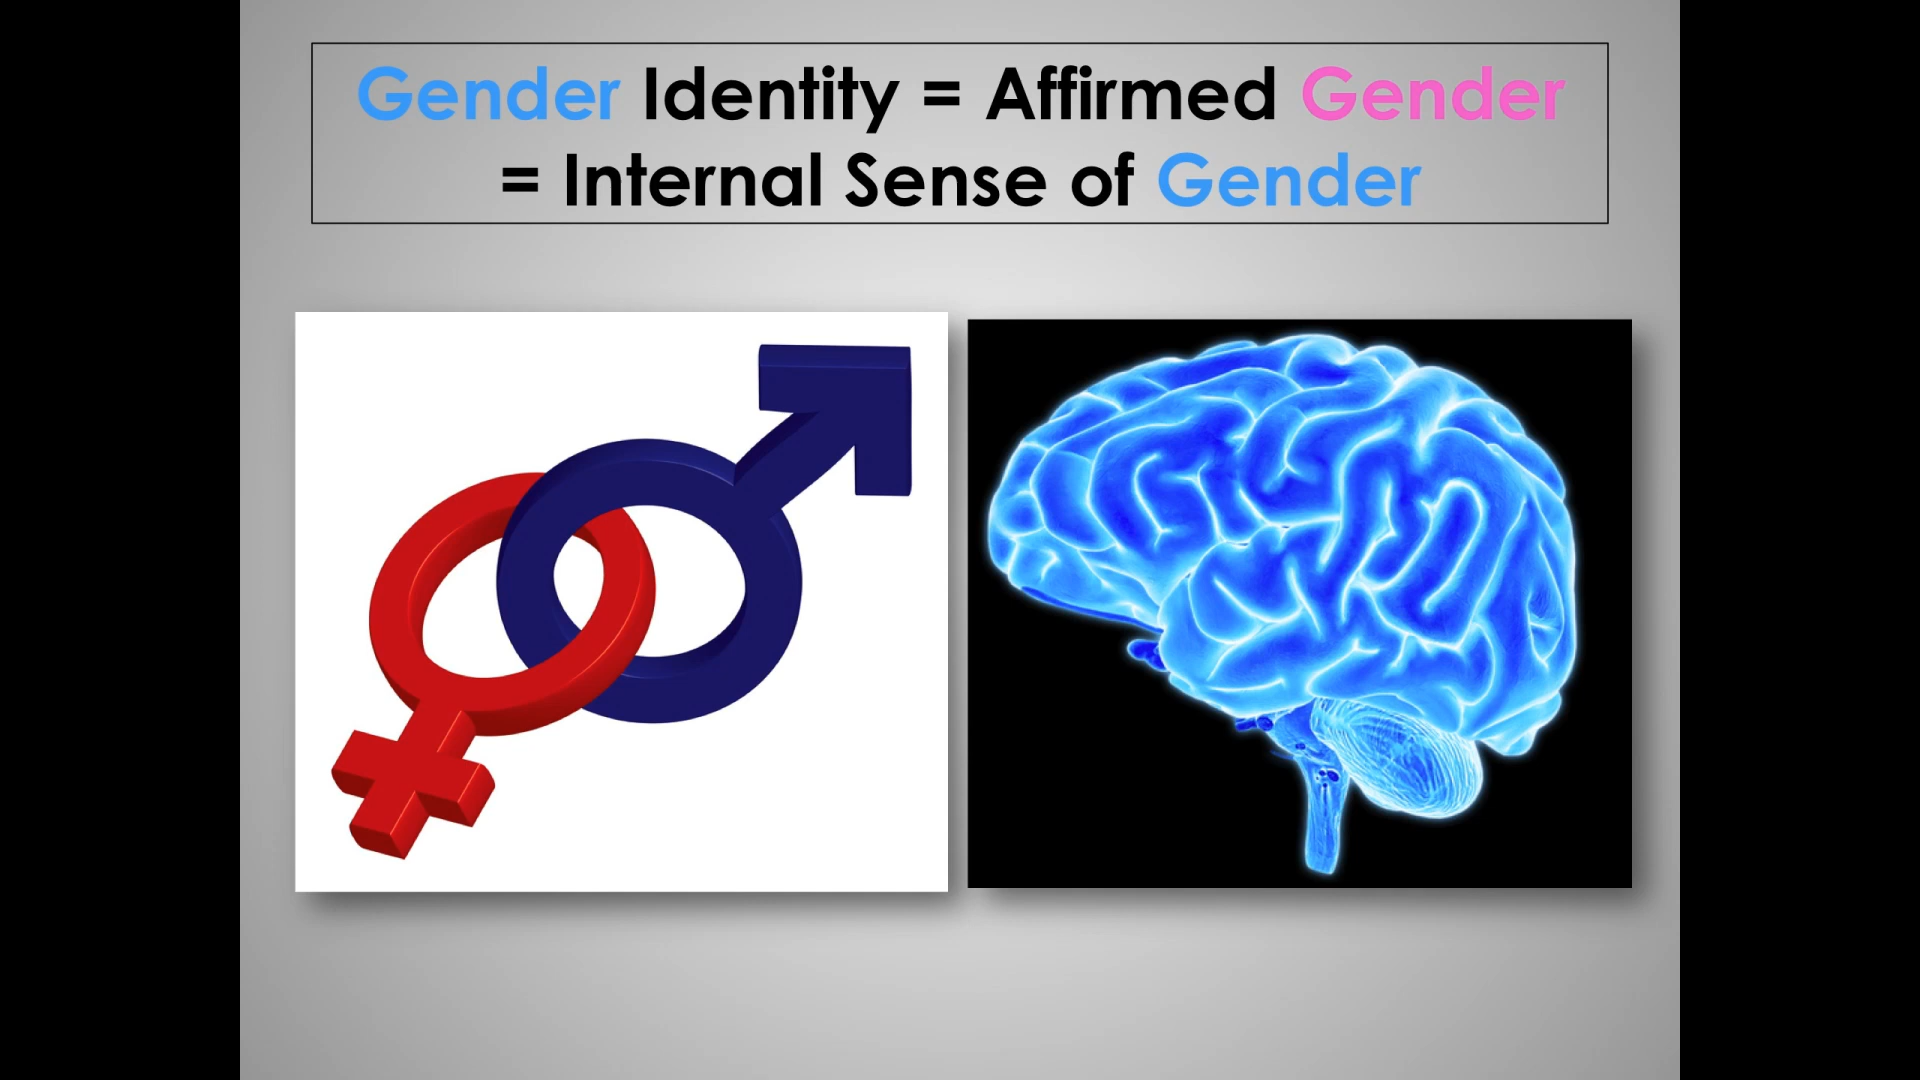 Gender Identity = Affirmed Gender
= Internal Sense of Gender